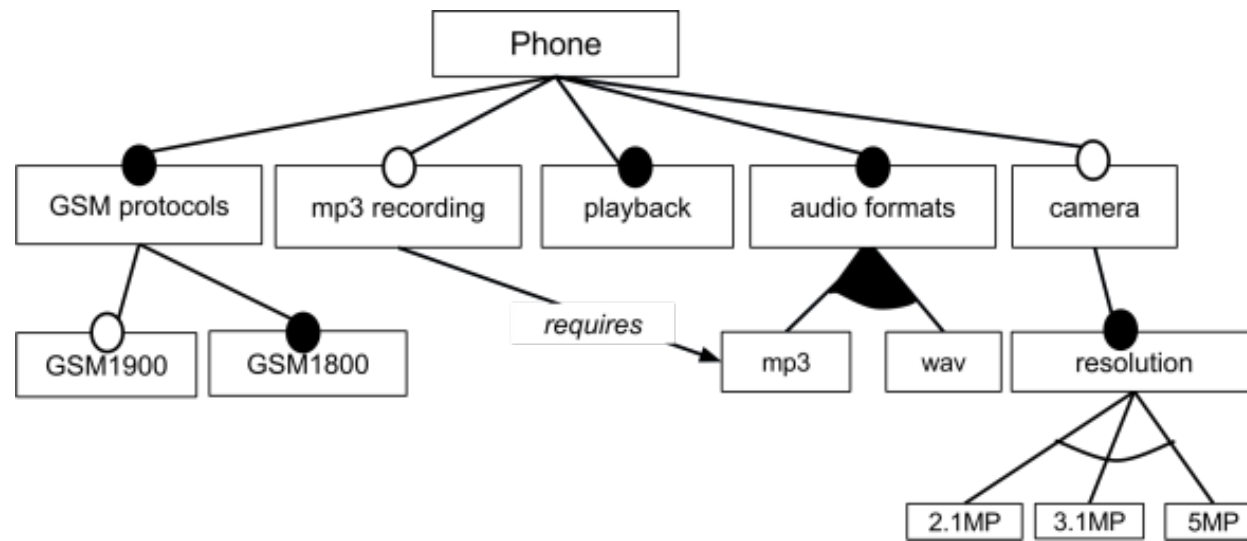 Phone
GSM protocols
mp3 recording
playback
audio formats
camera
requires
GSM1900
GSM1800
mp3
wav
resolution
2.1MP
3.1MP
5MP